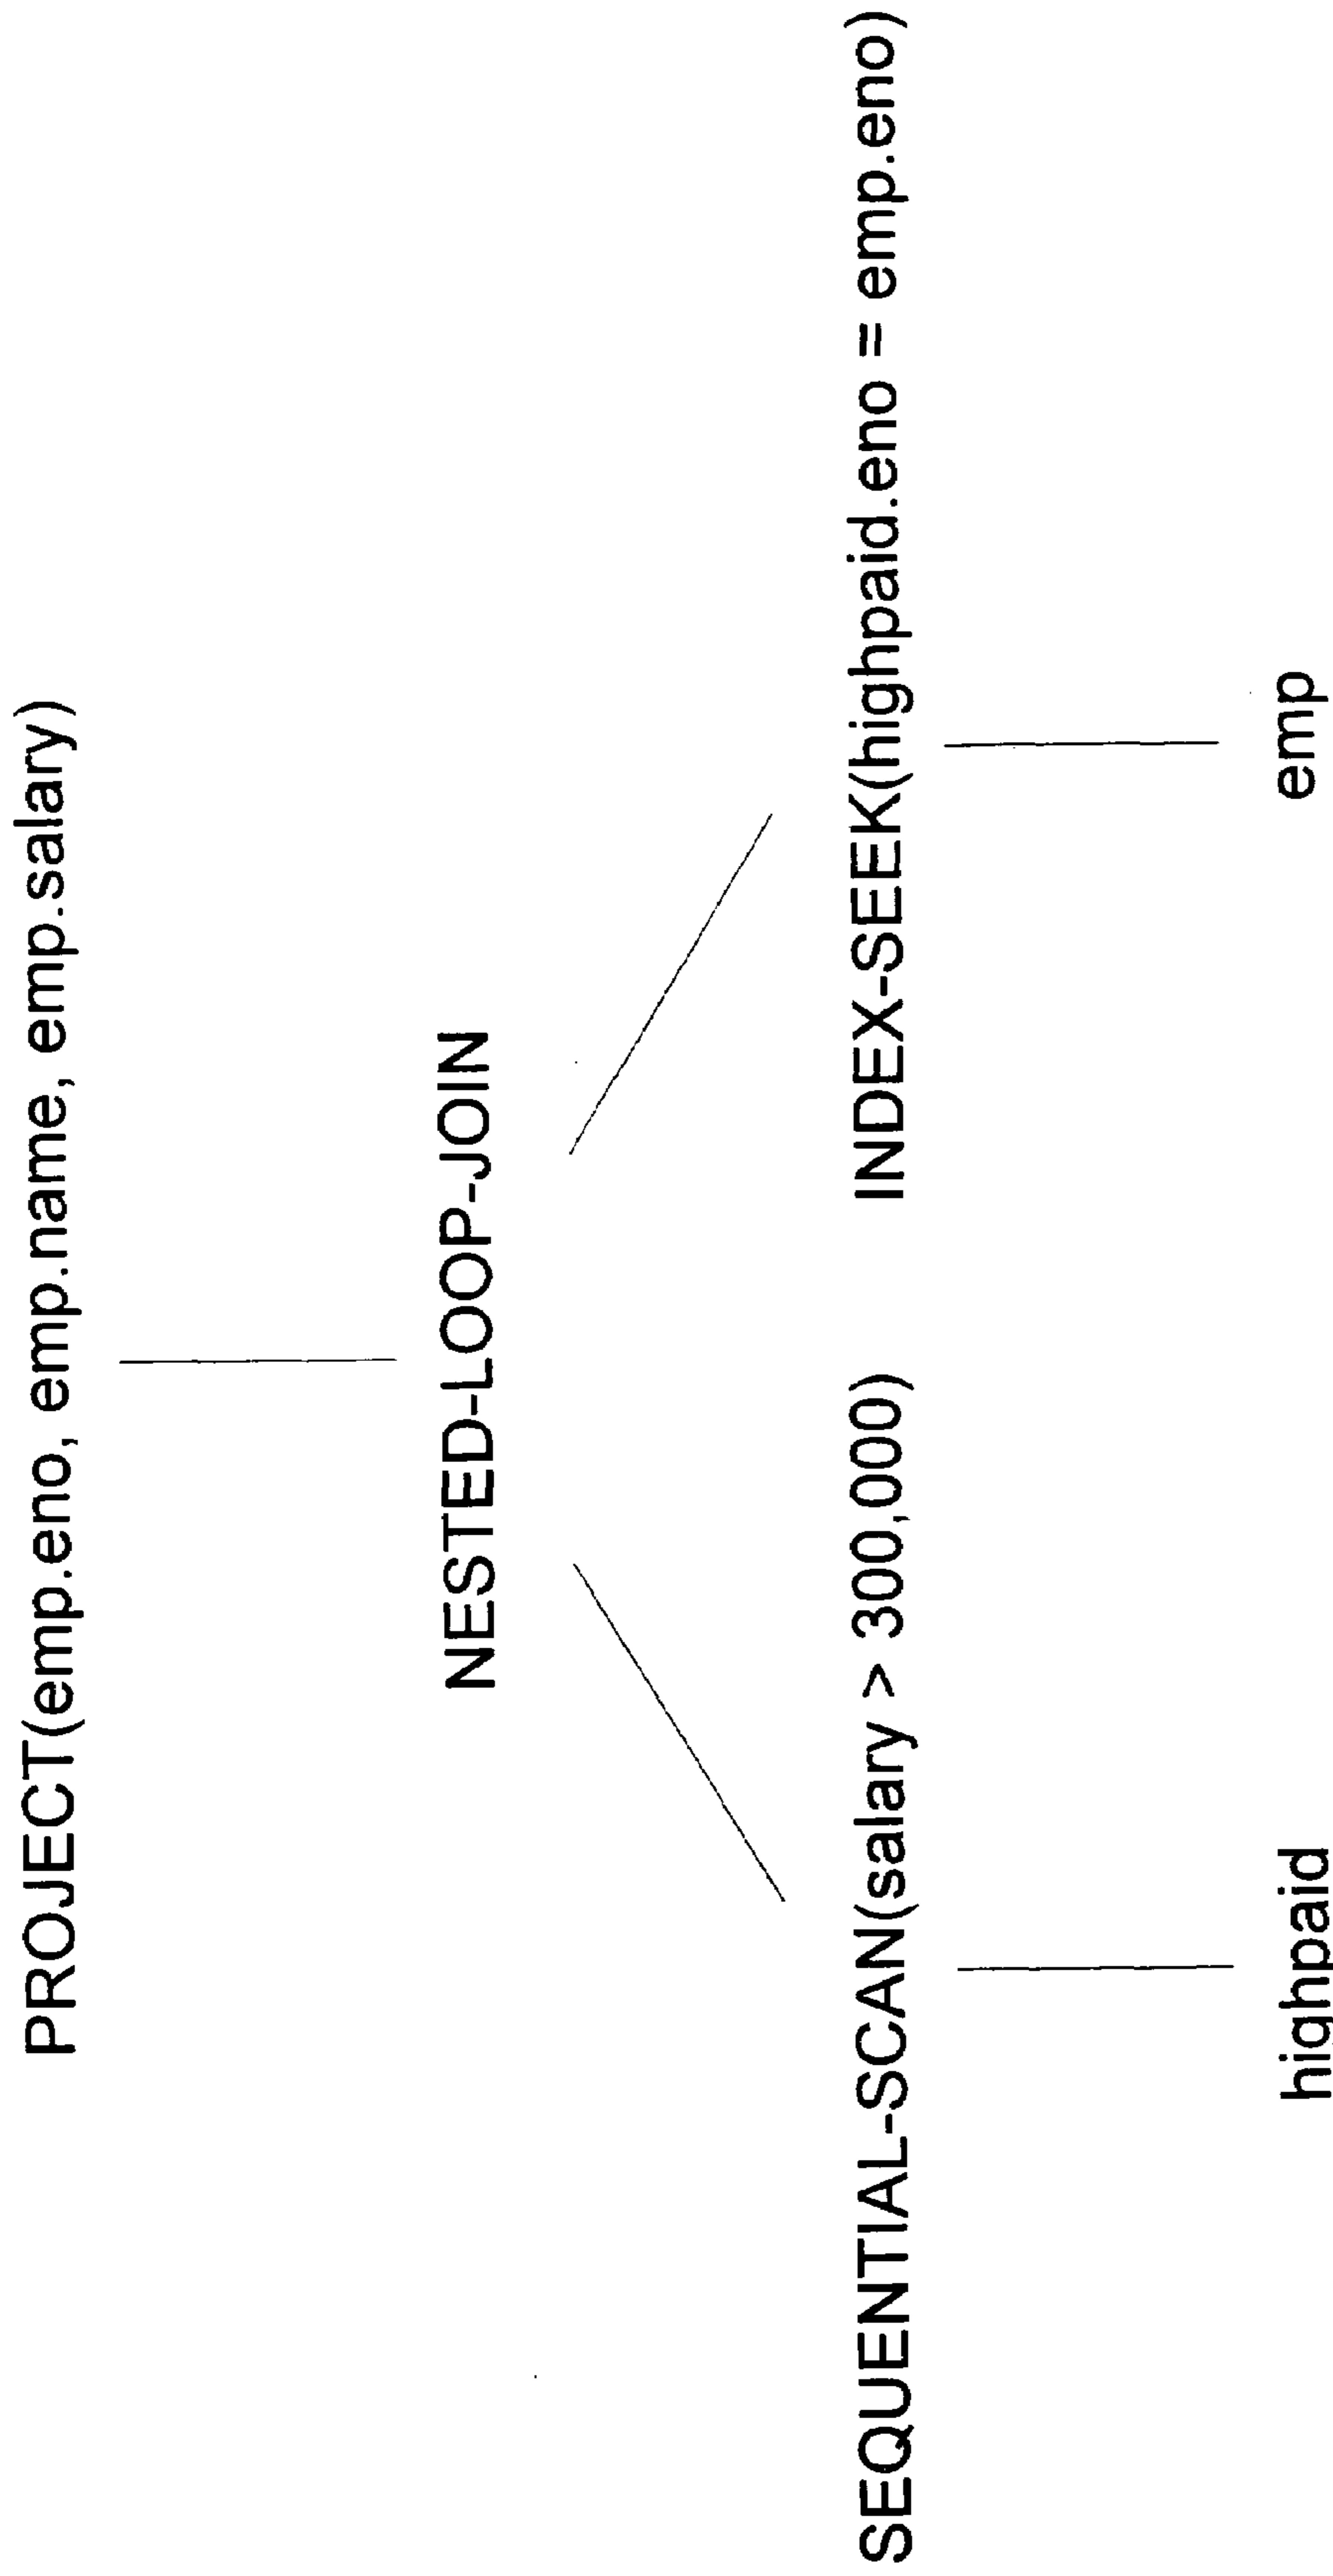 PROJECT(emp.eno, emp.name, emp.salary)
NESTED-LOOP-JOIN
SEQUENTIAL-SCAN(salary > 300,000)
INDEX-SEEK(highpaid.eno = emp.eno)
highpaid
emp